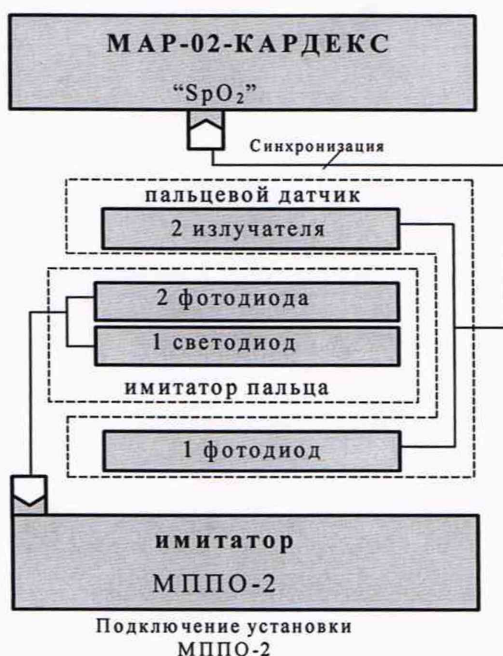 МАР-02-КАРДЕКС
“SpO₂”
Синхронизация
пальцевой датчик
2 излучателя
2 фотодиода
1 светодиод
имитатор пальца
1 фотодиод
имитатор
МППО-2
Подключение установки
МППО-2